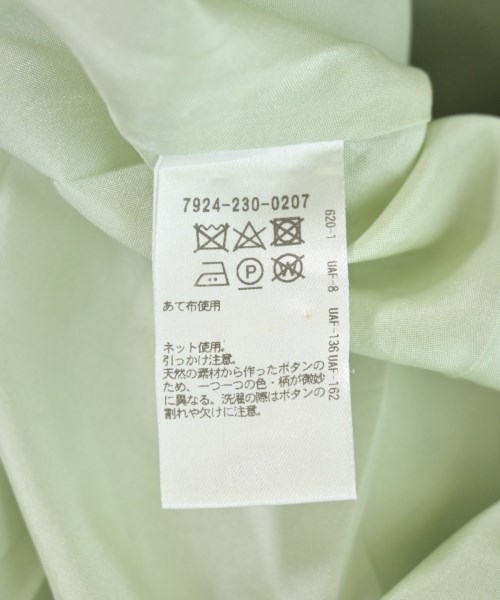 7924-230-0207
620-1 UAF-8 UAF-136 UAF-162
P
W
あて布使用
ネット使用。
引っかけ注意。
天然の素材から作ったボタンの
ため、一つ一つの色・柄が微妙
に異なる。洗濯の際はボタンの
割れや欠けに注意。